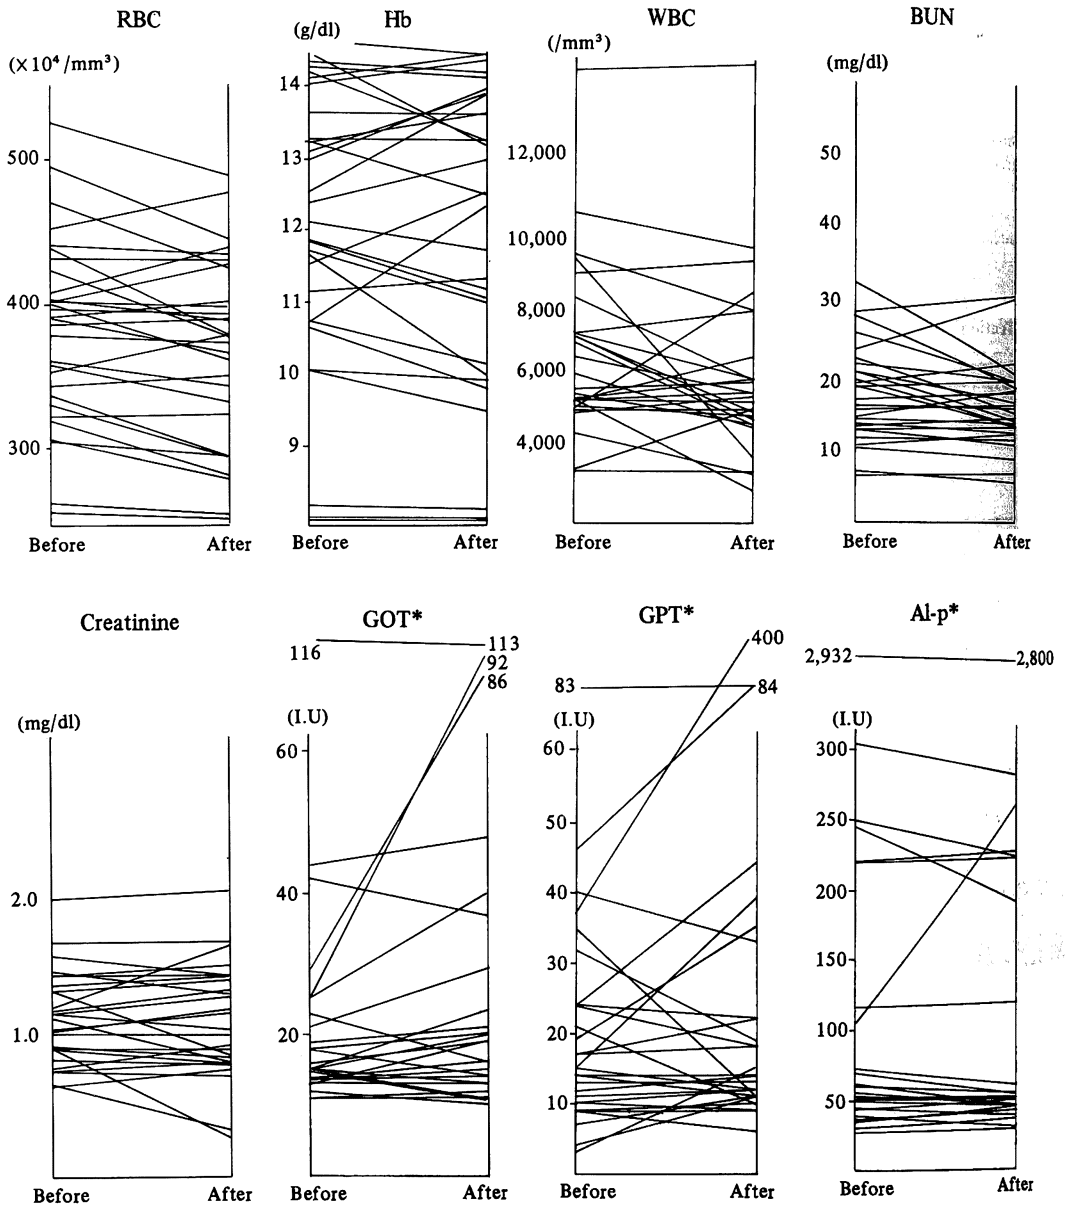 RBC
(×10⁴/mm³)
500
400
300
Before After
Hb
(g/dl)
14
13
12
11
10
9
Before After
WBC
(/mm³)
12,000
10,000
8,000
6,000
4,000
Before After
BUN
(mg/dl)
50
40
30
20
10
Before After
Creatinine
(mg/dl)
2.0
1.0
Before After
GOT*
116 113
92
86
(I.U)
60
40
20
Before After
GPT*
400
83 84
(I.U)
60
50
40
30
20
10
Before After
Al-p*
2,932 2,800
(I.U)
300
250
200
150
100
50
Before After